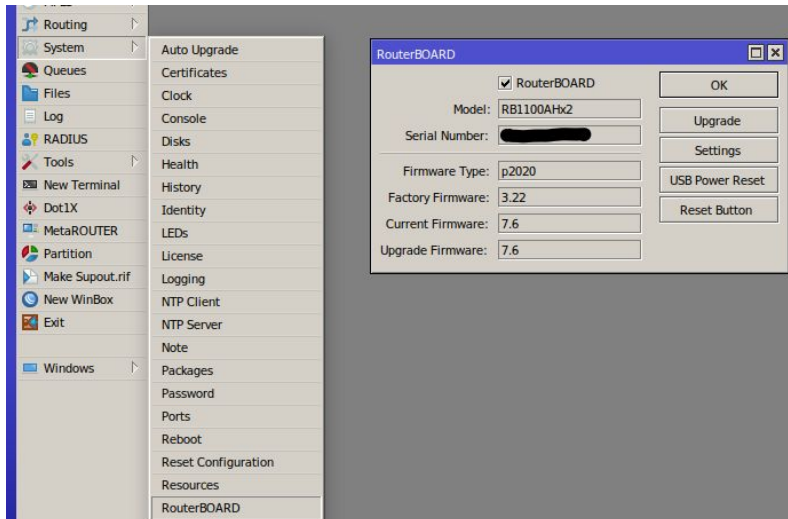 Routing
System
Queues
Files
Log
RADIUS
Tools
New Terminal
Dot1X
MetaROUTER
Partition
Make Supout.rif
New WinBox
Exit
Windows
Auto Upgrade
Certificates
Clock
Console
Disks
Health
History
Identity
LEDs
License
Logging
NTP Client
NTP Server
Note
Packages
Password
Ports
Reboot
Reset Configuration
Resources
RouterBOARD
RouterBOARD
RouterBOARD
Model: RB1100AHx2
Serial Number:
Firmware Type: p2020
Factory Firmware: 3.22
Current Firmware: 7.6
Upgrade Firmware: 7.6
OK
Upgrade
Settings
USB Power Reset
Reset Button